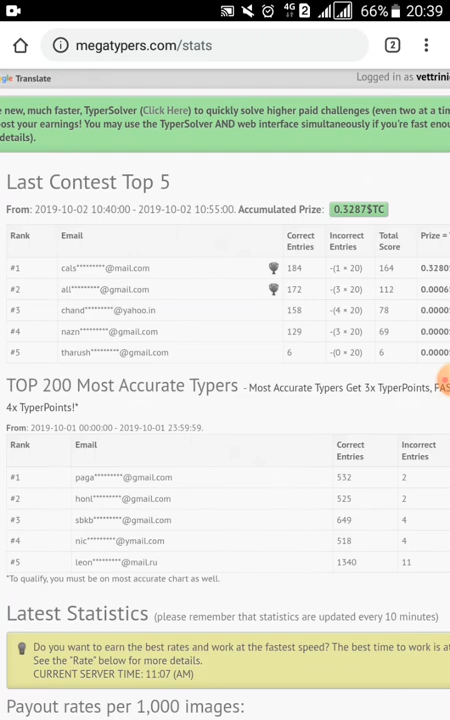 4G 2 66% 20:39
megatypers.com/stats 2
gle Translate Logged in as vettrini
e new, much faster, TyperSolver (Click Here) to quickly solve higher paid challenges (even two at a tim
ost your earnings! You may use the TyperSolver AND web interface simultaneously if you're fast enou
details).
Last Contest Top 5
From: 2019-10-02 10:40:00 - 2019-10-02 10:55:00. Accumulated Prize: 0.3287$TC
Rank Email Correct Entries Incorrect Entries Total Score Prize =
#1 cals*********@mail.com 184 -(1 × 20) 164 0.3280
#2 all*********@gmail.com 172 -(3 × 20) 112 0.0006
#3 chand*********@yahoo.in 158 -(4 × 20) 78 0.0000
#4 nazn*********@gmail.com 129 -(3 × 20) 69 0.0000
#5 tharush*********@gmail.com 6 -(0 × 20) 6 0.0000
TOP 200 Most Accurate Typers - Most Accurate Typers Get 3x TyperPoints, FAS
4x TyperPoints!*
From: 2019-10-01 00:00:00 - 2019-10-01 23:59:59.
Rank Email Correct Entries Incorrect Entries
#1 paga*********@gmail.com 532 2
#2 honl*********@gmail.com 525 2
#3 sbkb*********@gmail.com 649 4
#4 nic*********@ymail.com 518 4
#5 leon*********@mail.ru 1340 11
*To qualify, you must be on most accurate chart as well.
Latest Statistics (please remember that statistics are updated every 10 minutes)
Do you want to earn the best rates and work at the fastest speed? The best time to work is at
See the "Rate" below for more details.
CURRENT SERVER TIME: 11:07 (AM)
Payout rates per 1,000 images: